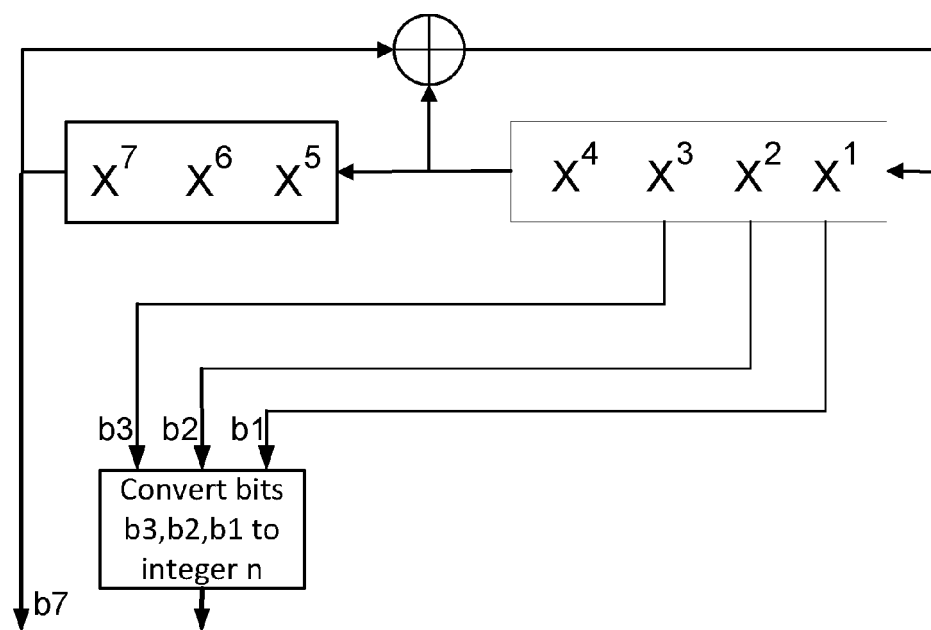 X⁷ X⁶ X⁵ X⁴ X³ X² X¹
b3 b2 b1
Convert bits
b3,b2,b1 to
integer n
b7